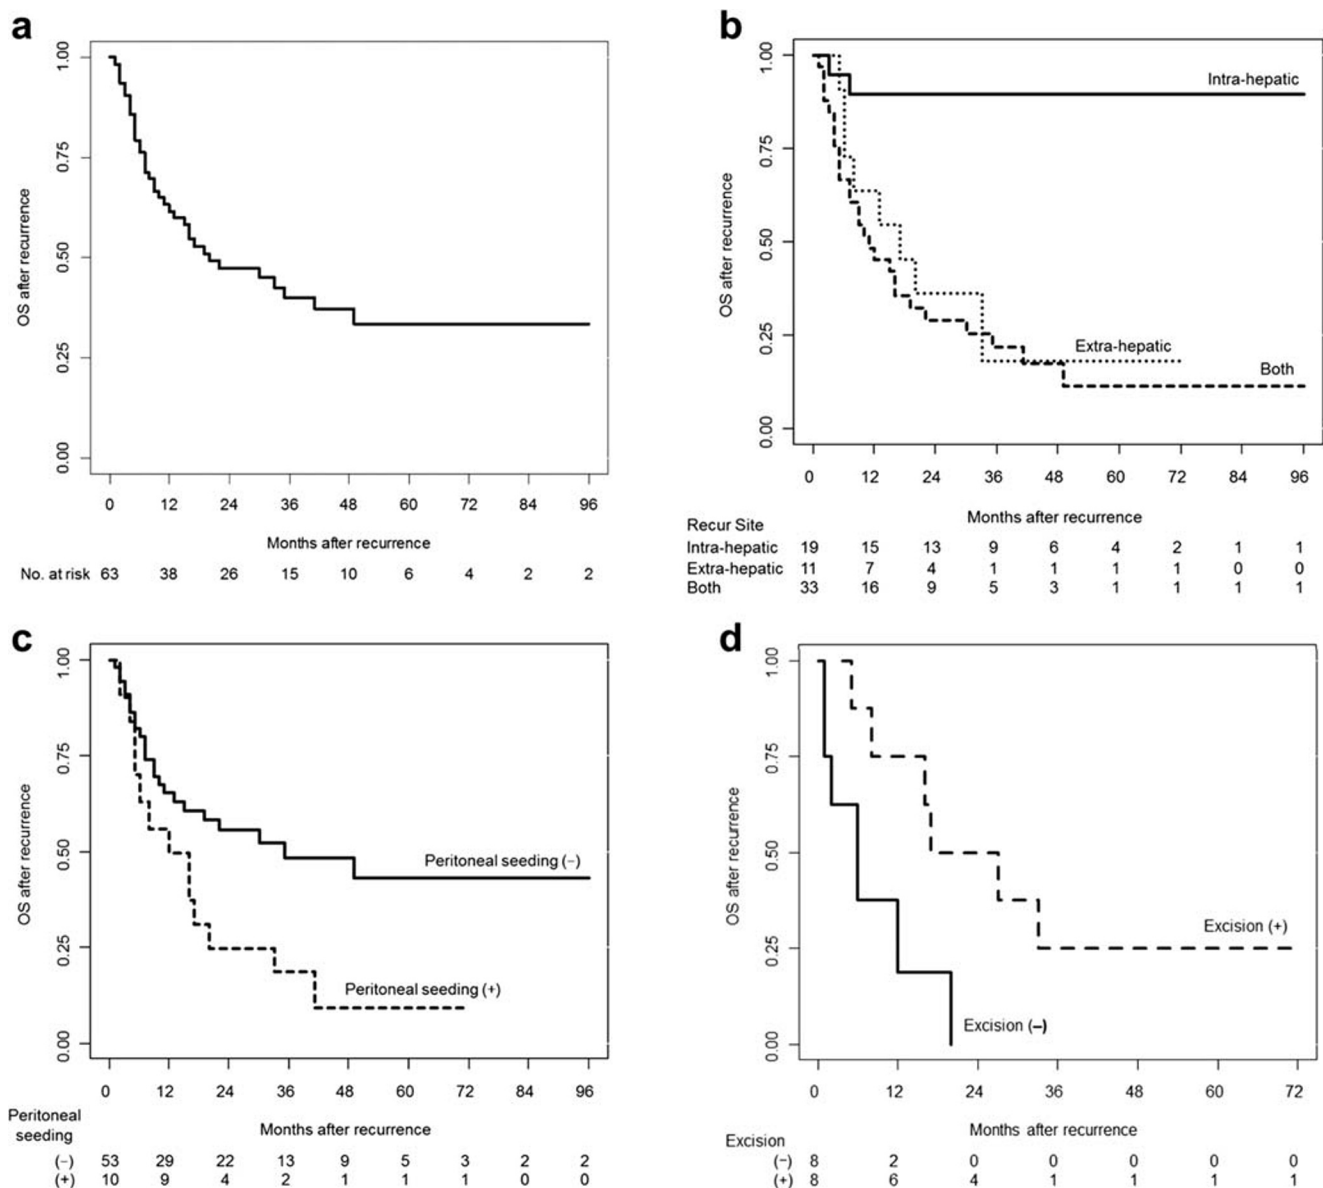 a
OS after recurrence
1.00
0.75
0.50
0.25
0.00
0 12 24 36 48 60 72 84 96
Months after recurrence
No. at risk 63 38 26 15 10 6 4 2 2
b
OS after recurrence
1.00
0.75
0.50
0.25
0.00
Intra-hepatic
Extra-hepatic
Both
0 12 24 36 48 60 72 84 96
Months after recurrence
Recur Site
Intra-hepatic 19 15 13 9 6 4 2 1 1
Extra-hepatic 11 7 4 1 1 1 1 0 0
Both 33 16 9 5 3 1 1 1 1
c
OS after recurrence
1.00
0.75
0.50
0.25
0.00
Peritoneal seeding (−)
Peritoneal seeding (+)
0 12 24 36 48 60 72 84 96
Months after recurrence
Peritoneal
seeding
(−) 53 29 22 13 9 5 3 2 2
(+) 10 9 4 2 1 1 1 0 0
d
OS after recurrence
1.00
0.75
0.50
0.25
0.00
Excision (+)
Excision (−)
0 12 24 36 48 60 72
Months after recurrence
Excision
(−) 8 2 0 0 0 0 0
(+) 8 6 4 1 1 1 1